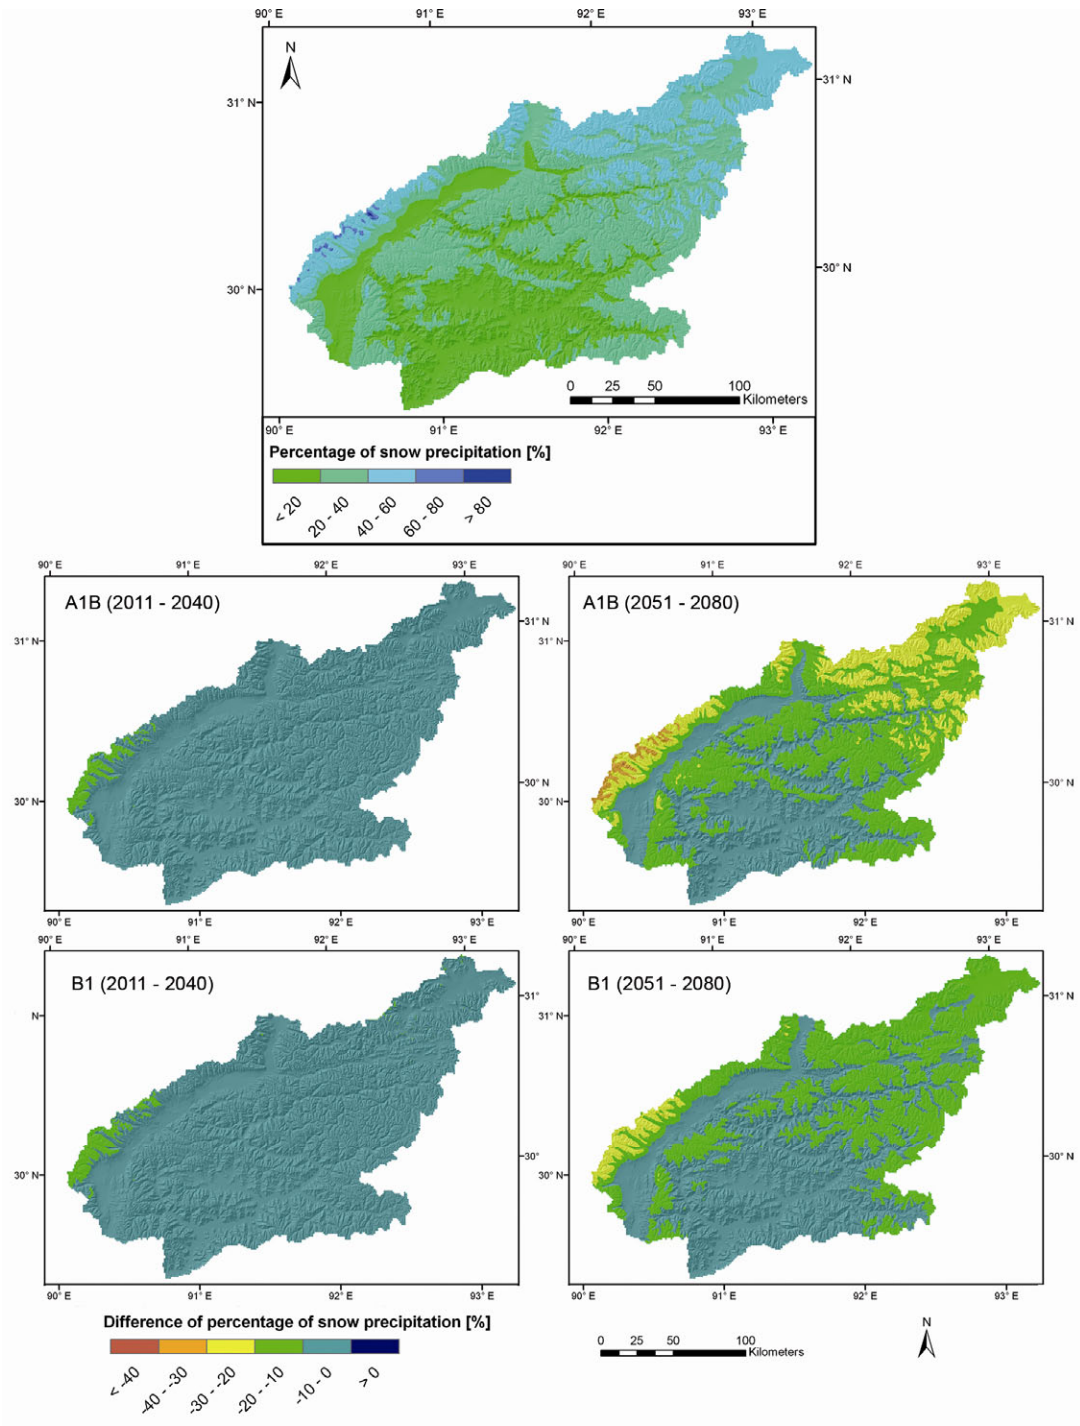 90° E 91° E 92° E 93° E
N
31° N
31° N
30° N
30° N
0 25 50 100
Kilometers
90° E 91° E 92° E 93° E
Percentage of snow precipitation [%]
< 20 20 - 40 40 - 60 60 - 80 > 80
90° E 91° E 92° E 93° E
A1B (2011 - 2040)
31° N
31° N
30° N
30° N
90° E 91° E 92° E 93° E
90° E 91° E 92° E 93° E
A1B (2051 - 2080)
31° N
31° N
30° N
30° N
90° E 91° E 92° E 93° E
90° E 91° E 92° E 93° E
B1 (2011 - 2040)
31°
N
30°
30° N
90° E 91° E 92° E 93° E
90° E 91° E 92° E 93° E
B1 (2051 - 2080)
31° N
31° N
30° N
30° N
90° E 91° E 92° E 93° E
Difference of percentage of snow precipitation [%]
< -40 -40 - -30 -30 - -20 -20 - -10 -10 - 0 > 0
0 25 50 100
Kilometers
N